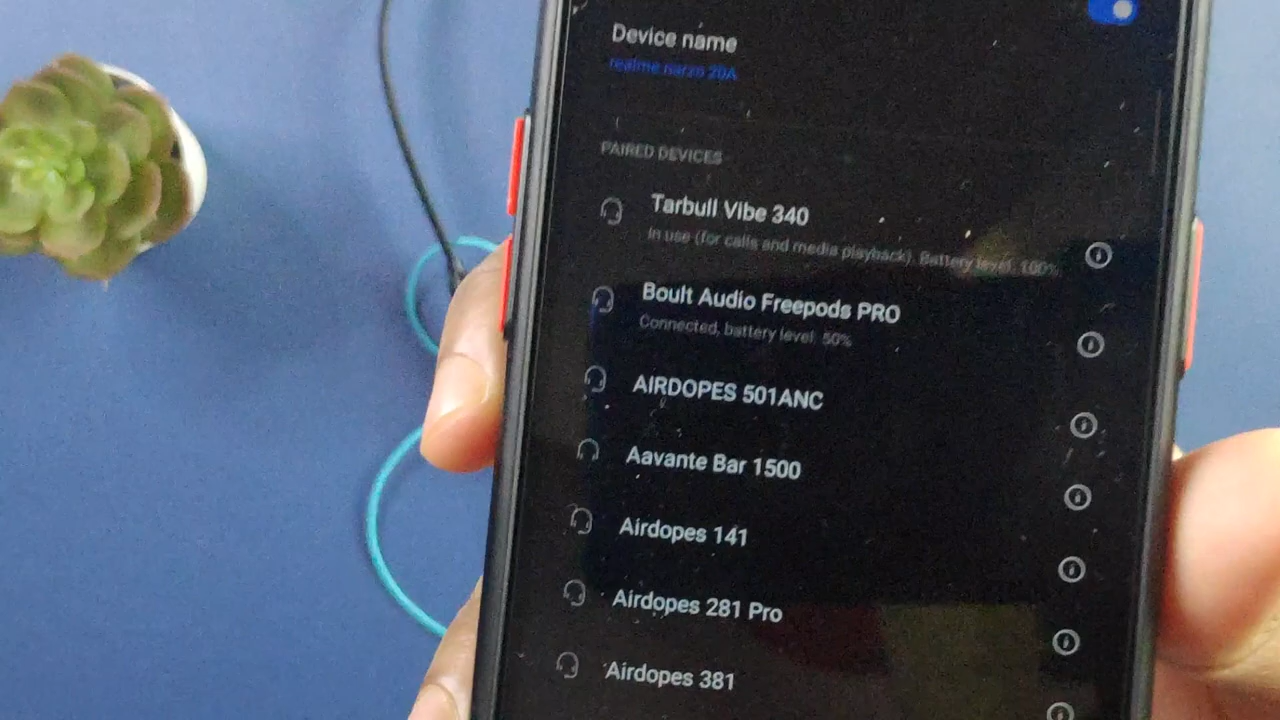 Device name
realme narzo 20A
PAIRED DEVICES
Tarbull Vibe 340
In use (for calls and media playback). Battery level: 100%
Boult Audio Freepods PRO
Connected, battery level: 50%
AIRDOPES 501ANC
Aavante Bar 1500
Airdopes 141
Airdopes 281 Pro
Airdopes 381